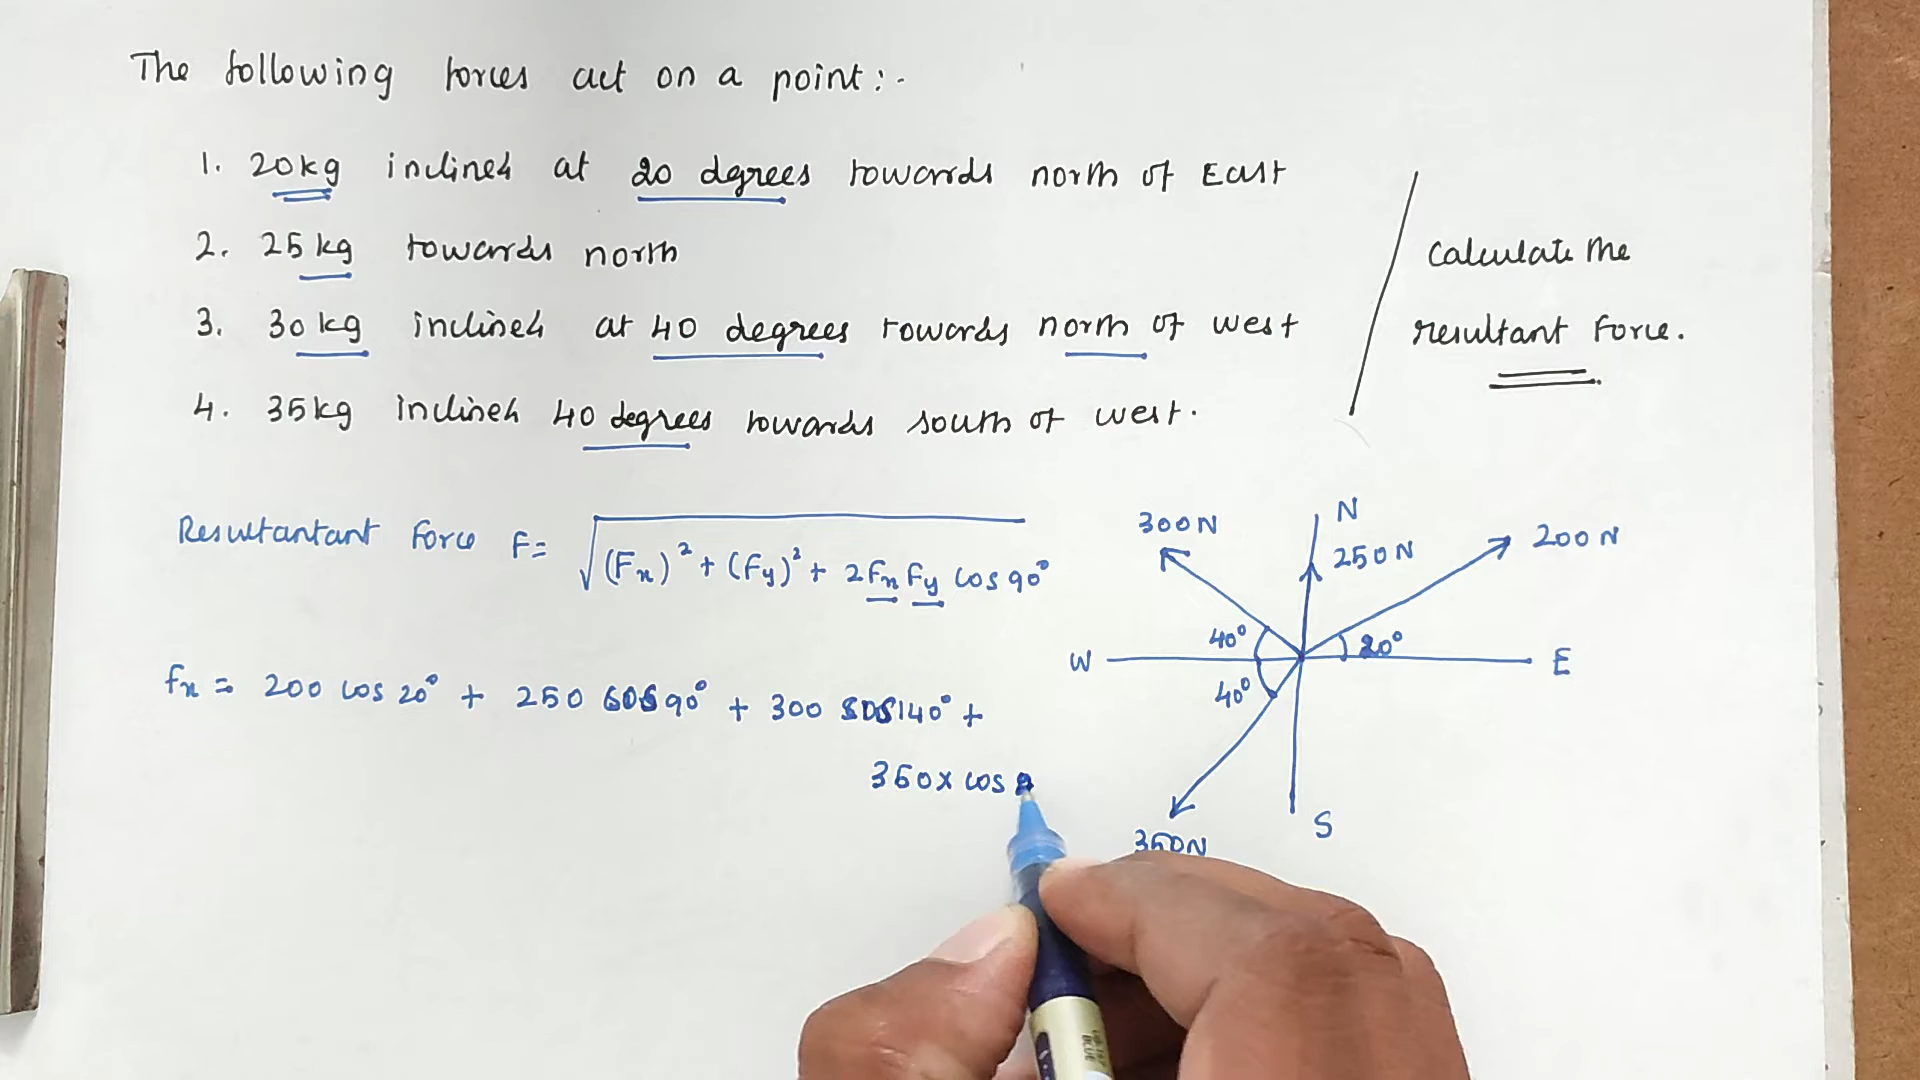 The following forces act on a point:-
1. 20kg inclined at 20 dgrees towards north of East
2. 25 kg towards north
3. 30 kg inclined at 40 degrees towards north of west
4. 35kg inclined 40 degrees towards south of west.
Calculate the
resultant Force.
Resultantant Force F= √(Fx)² + (Fy)² + 2Fx Fy cos 90°
fx = 200 cos 20° + 250 cos 90° + 300 cos 140° +
350 x cos
N
300N
250N
200N
40°
20°
W
E
40°
S
350N